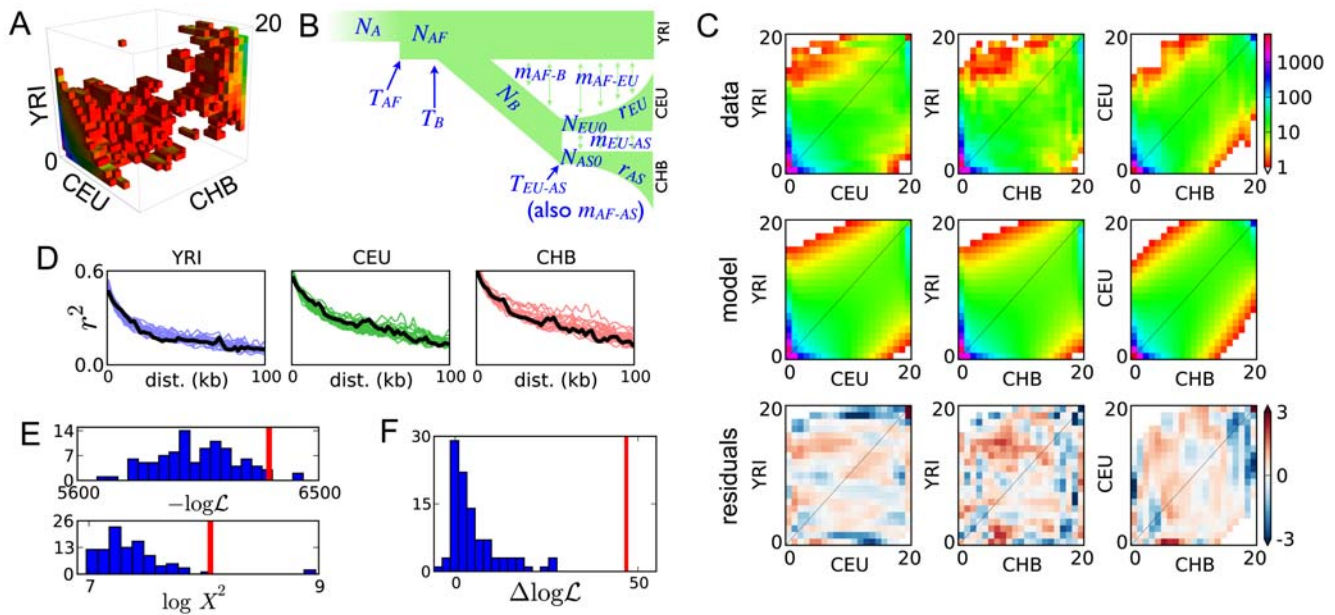 A
20
YRI
0
CEU
CHB
B
N_A
N_AF
T_AF
T_B
N_B
m_AF-B
m_AF-EU
r_EU
N_EU0
m_EU-AS
N_AS0
r_AS
T_EU-AS
(also m_AF-AS)
YRI
CEU
CHB
C
data
20
YRI
0
0 CEU 20
20
YRI
0
0 CHB 20
20
CEU
0
0 CHB 20
1000
100
10
1
model
20
YRI
0
0 CEU 20
20
YRI
0
0 CHB 20
20
CEU
0
0 CHB 20
residuals
20
YRI
0
0 CEU 20
20
YRI
0
0 CHB 20
20
CEU
0
0 CHB 20
3
0
-3
D
YRI
CEU
CHB
0.6
r²
0.0
0 dist. (kb) 100
0 dist. (kb) 100
0 dist. (kb) 100
E
14
7
0
5600 6500
−logℒ
26
13
0
7 9
log X²
F
30
15
0
0 50
Δlogℒ